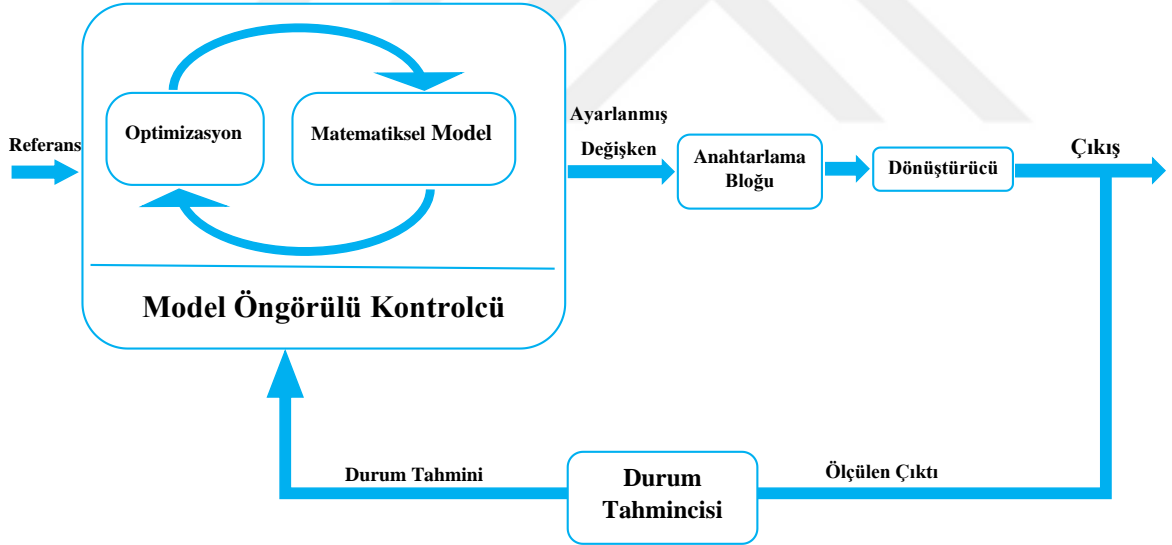 Referans
Optimizasyon
Matematiksel Model
Model Öngörülü Kontrolcü
Ayarlanmış
Değişken
Anahtarlama
Bloğu
Dönüştürücü
Çıkış
Durum Tahmini
Durum
Tahmincisi
Ölçülen Çıktı